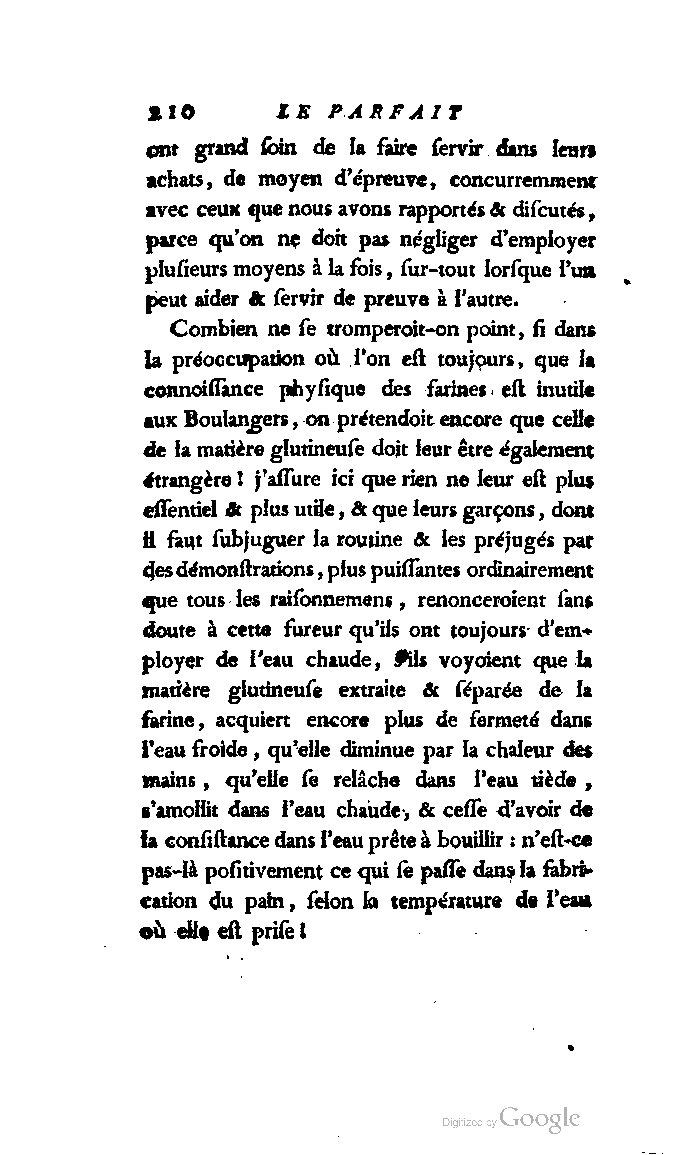 210 LE PARFAIT
ont grand ſoin de la faire ſervir dans leurs
achats, de moyen d'épreuve, concurremment
avec ceux que nous avons rapportés & diſcutés,
parce qu'on ne doit pas négliger d'employer
pluſieurs moyens à la fois, ſur-tout lorſque l'un
peut aider & ſervir de preuve à l'autre.
Combien ne ſe tromperoit-on point, ſi dans
la préoccupation où l'on eſt toujours, que la
connoiſſance phyſique des farines eſt inutile
aux Boulangers, on prétendoit encore que celle
de la matière glutineuſe doit leur être également
étrangère! j'aſſure ici que rien ne leur eſt plus
eſſentiel & plus utile, & que leurs garçons, dont
il faut ſubjuguer la routine & les préjugés par
des démonſtrations, plus puiſſantes ordinairement
que tous les raiſonnemens, renonceroient ſans
doute à cette fureur qu'ils ont toujours d'em-
ployer de l'eau chaude, s'ils voyoient que la
matière glutineuſe extraite & ſéparée de la
farine, acquiert encore plus de fermeté dans
l'eau froide, qu'elle diminue par la chaleur des
mains, qu'elle ſe relâche dans l'eau tiède,
s'amollit dans l'eau chaude, & ceſſe d'avoir de
la conſiſtance dans l'eau prête à bouillir : n'eſt-ce
pas-là poſitivement ce qui ſe paſſe dans la fabri-
cation du pain, ſelon la température de l'eau
où elle eſt priſe!
Digitized by Google